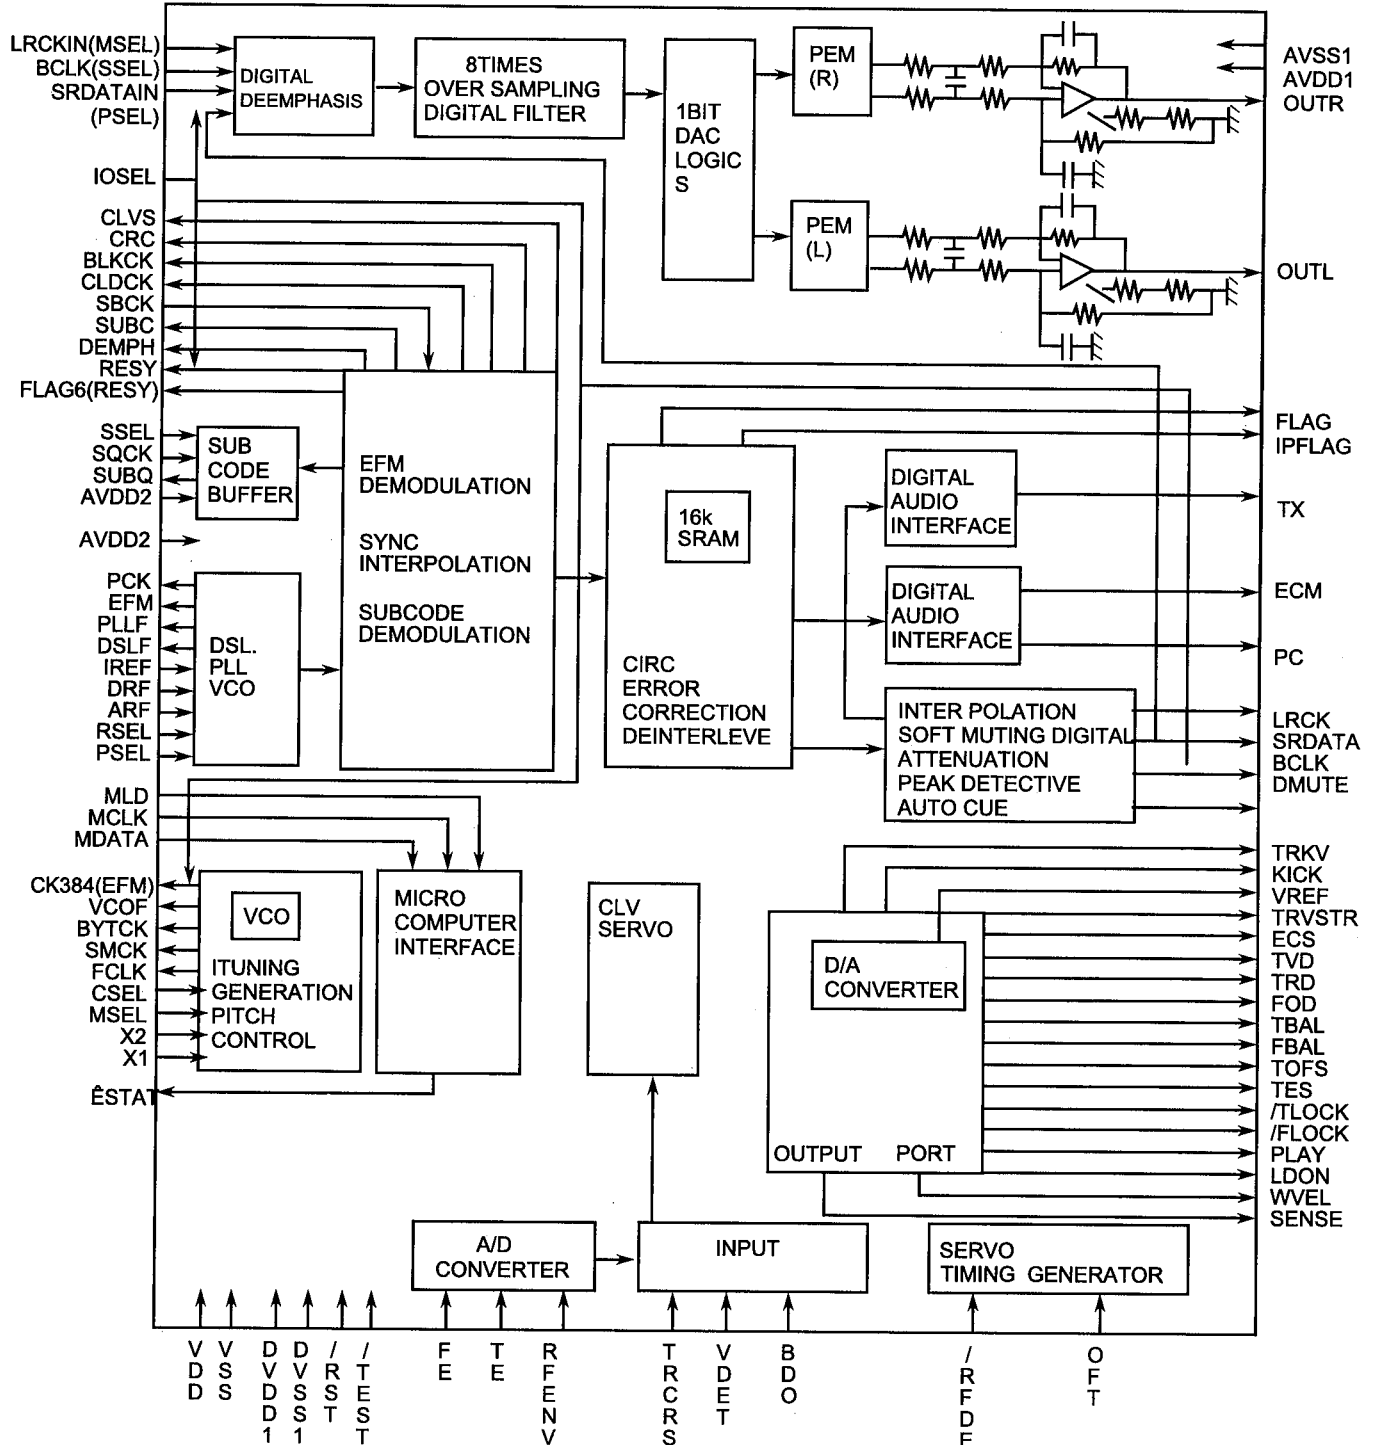 LRCKIN(MSEL)
BCLK(SSEL)
SRDATAIN
(PSEL)
IOSEL
CLVS
CRC
BLKCK
CLDCK
SBCK
SUBC
DEMPH
RESY
FLAG6(RESY)
SSEL
SQCK
SUBQ
AVDD2
AVDD2
PCK
EFM
PLLF
DSLF
IREF
DRF
ARF
RSEL
PSEL
MLD
MCLK
MDATA
CK384(EFM)
VCOF
BYTCK
SMCK
FCLK
CSEL
MSEL
X2
X1
ÊSTAT
DIGITAL
DEEMPHASIS
8TIMES
OVER SAMPLING
DIGITAL FILTER
1BIT
DAC
LOGIC
S
PEM
(R)
PEM
(L)
SUB
CODE
BUFFER
DSL.
PLL
VCO
EFM
DEMODULATION
SYNC
INTERPOLATION
SUBCODE
DEMODULATION
16k
SRAM
CIRC
ERROR
CORRECTION
DEINTERLEVE
DIGITAL
AUDIO
INTERFACE
DIGITAL
AUDIO
INTERFACE
INTER POLATION
SOFT MUTING DIGITAL
ATTENUATION
PEAK DETECTIVE
AUTO CUE
VCO
ITUNING
GENERATION
PITCH
CONTROL
MICRO
COMPUTER
INTERFACE
CLV
SERVO
D/A
CONVERTER
OUTPUT PORT
A/D
CONVERTER
INPUT
SERVO
TIMING GENERATOR
AVSS1
AVDD1
OUTR
OUTL
FLAG
IPFLAG
TX
ECM
PC
LRCK
SRDATA
BCLK
DMUTE
TRKV
KICK
VREF
TRVSTR
ECS
TVD
TRD
FOD
TBAL
FBAL
TOFS
TES
/TLOCK
/FLOCK
PLAY
LDON
WVEL
SENSE
VDD
VSS
DVDD1
DVSS1
/RST
/TEST
FE
TE
RFENV
TRCRS
VDET
BDO
OFT